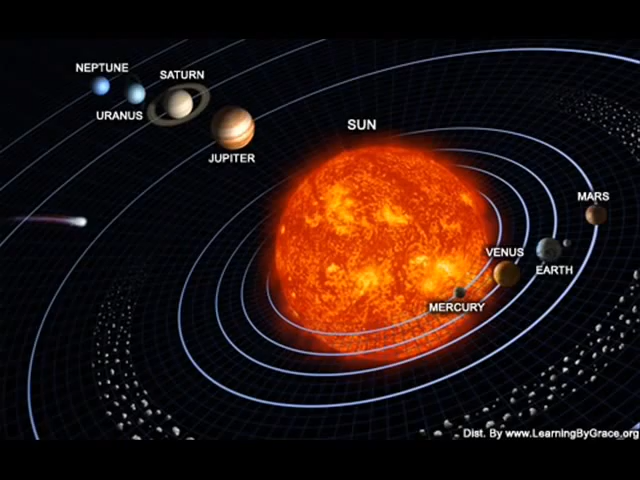 NEPTUNE
SATURN
URANUS
SUN
JUPITER
MARS
VENUS
EARTH
MERCURY
Dist. By www.LearningByGrace.org